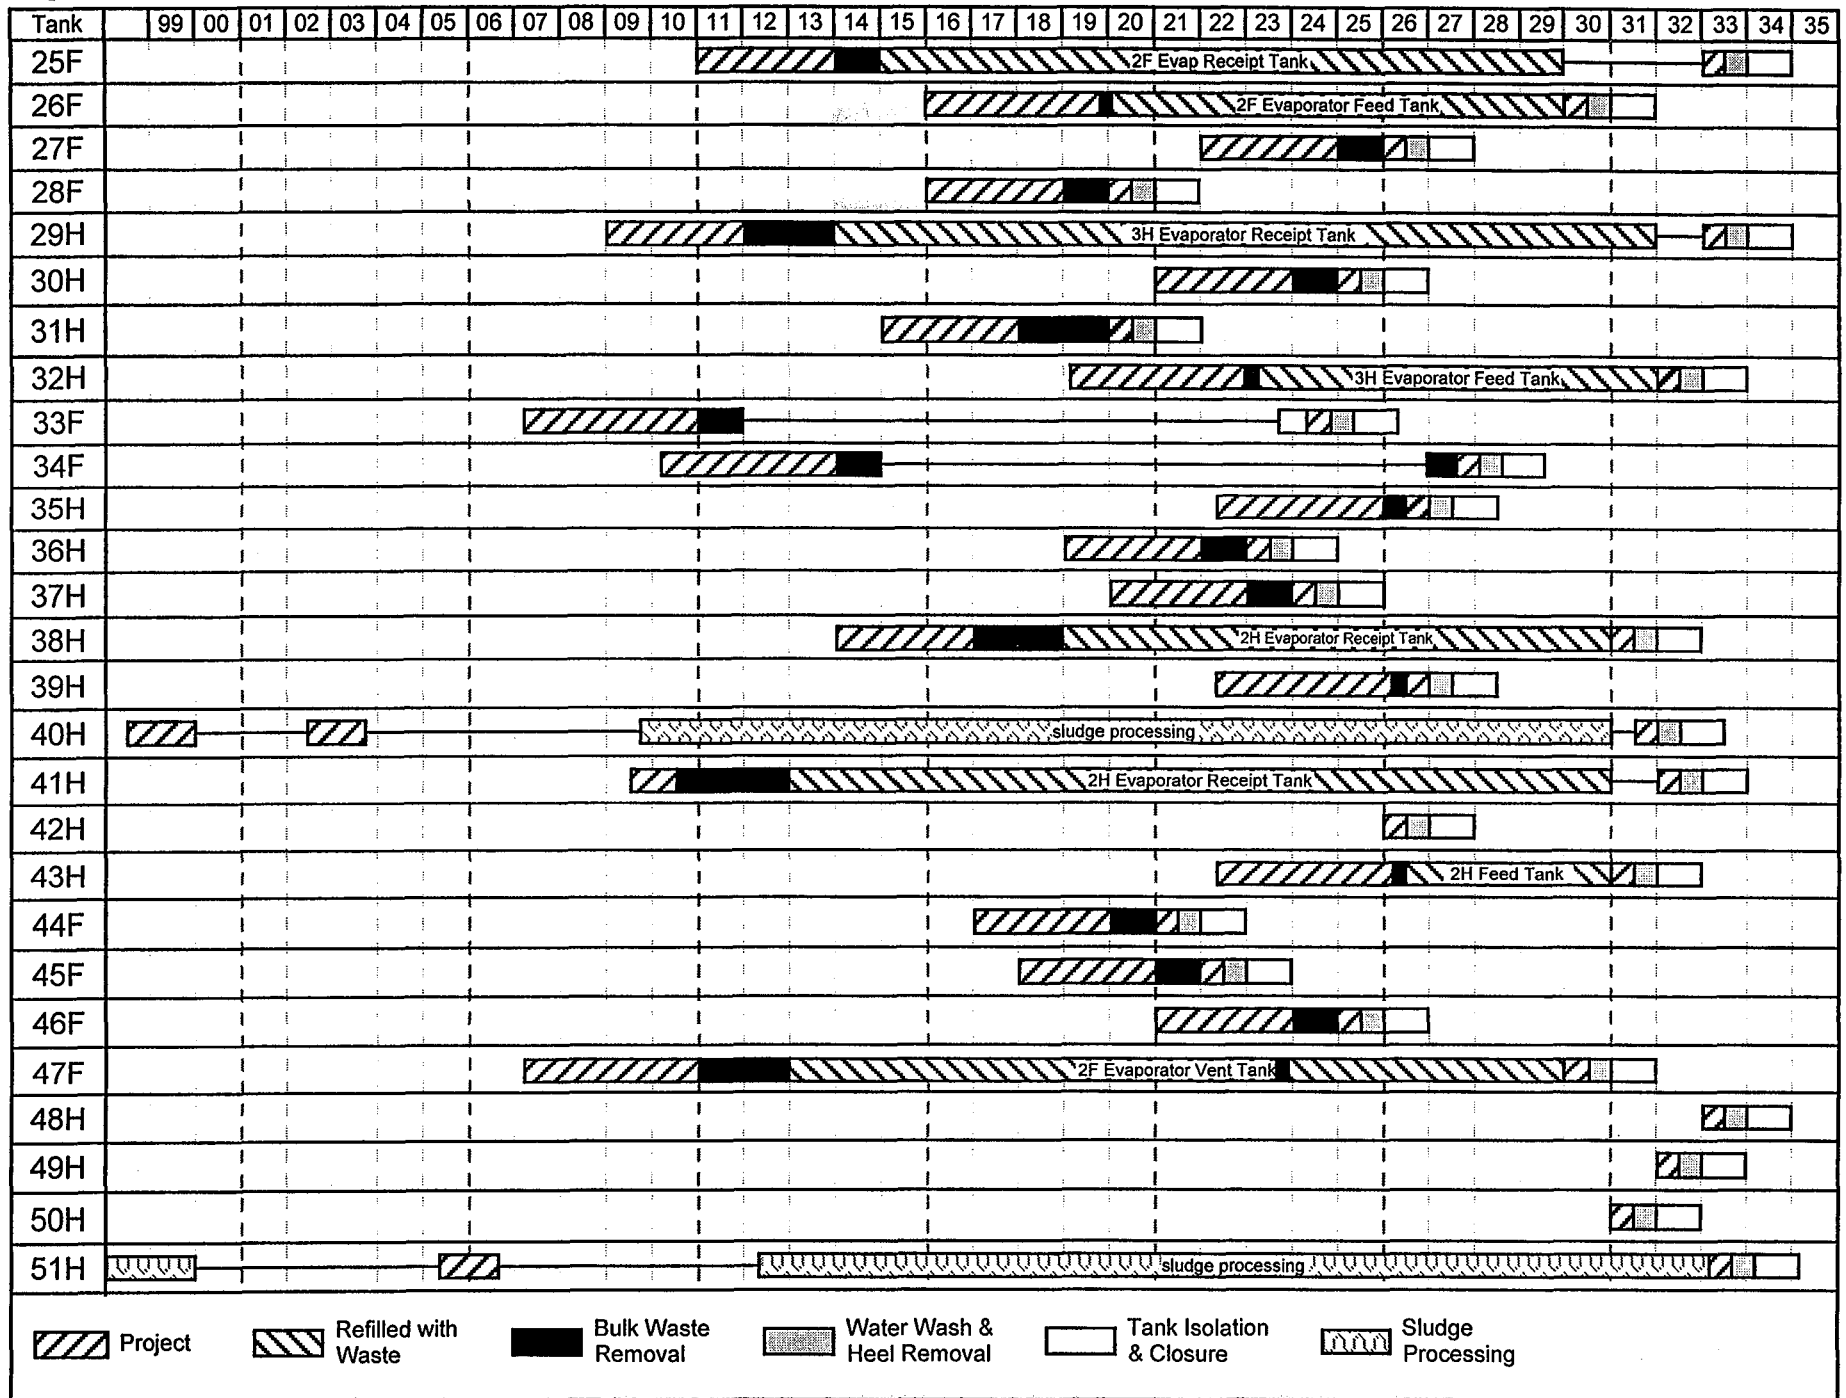 Tank 99 00 01 02 03 04 05 06 07 08 09 10 11 12 13 14 15 16 17 18 19 20 21 22 23 24 25 26 27 28 29 30 31 32 33 34 35
25F 2F Evap Receipt Tank
26F 2F Evaporator Feed Tank
27F
28F
29H 3H Evaporator Receipt Tank
30H
31H
32H 3H Evaporator Feed Tank
33F
34F
35H
36H
37H
38H 2H Evaporator Receipt Tank
39H
40H sludge processing
41H 2H Evaporator Receipt Tank
42H
43H 2H Feed Tank
44F
45F
46F
47F 2F Evaporator Vent Tank
48H
49H
50H
51H sludge processing
Project
Refilled with
Waste
Bulk Waste
Removal
Water Wash &
Heel Removal
Tank Isolation
& Closure
Sludge
Processing